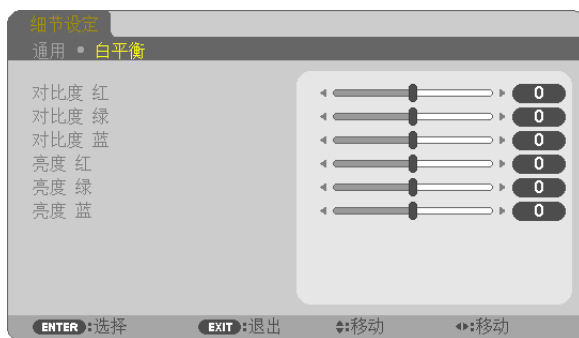 细节设定
通用 • 白平衡
对比度 红 0
对比度 绿 0
对比度 蓝 0
亮度 红 0
亮度 绿 0
亮度 蓝 0
ENTER:选择 EXIT:退出 :移动 :移动